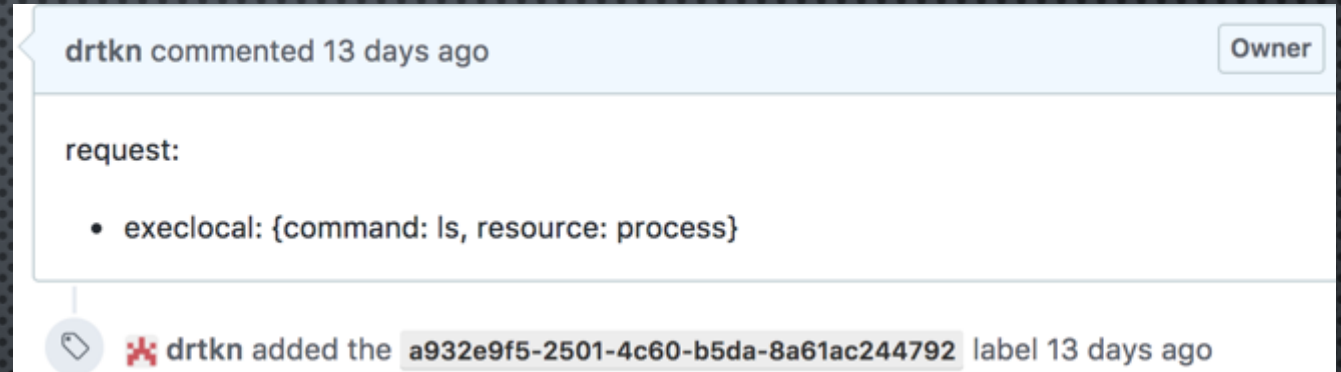 drtkn commented 13 days ago Owner
request:
• execlocal: {command: ls, resource: process}
drtkn added the a932e9f5-2501-4c60-b5da-8a61ac244792 label 13 days ago